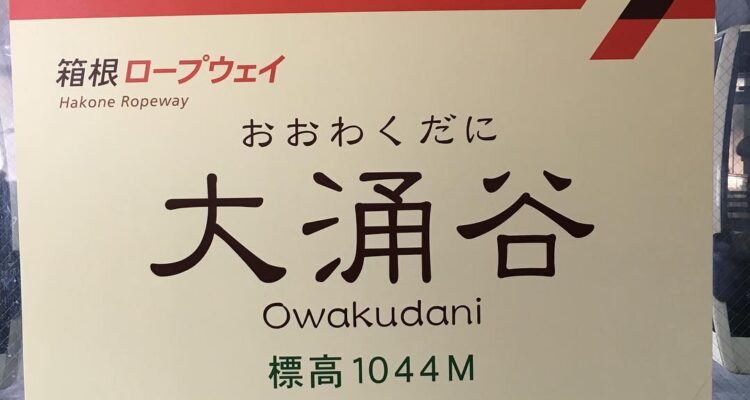 箱根ロープウェイ
Hakone Ropeway
おおわくだに
大涌谷
Owakudani
標高1044M